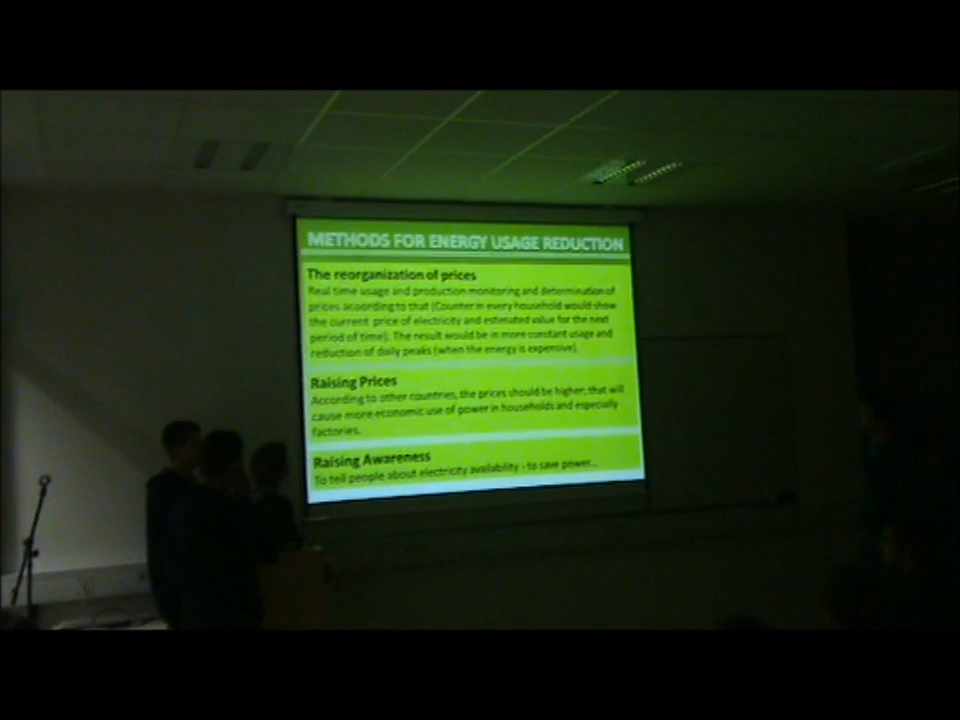 METHODS FOR ENERGY USAGE REDUCTION
The reorganization of prices
Real time usage and production monitoring and determination of
prices acoording to that (Counter in every household would show
the current price of electricity and estimated value for the next
period of time). The result would be in more constant usage and
reduction of daily peaks (when the energy is expensive).
Raising Prices
Acoording to other countries, the prices should be higher; that will
cause more economic use of power in households and especially
factories.
Raising Awareness
To tell people about electricity availability - to save power...